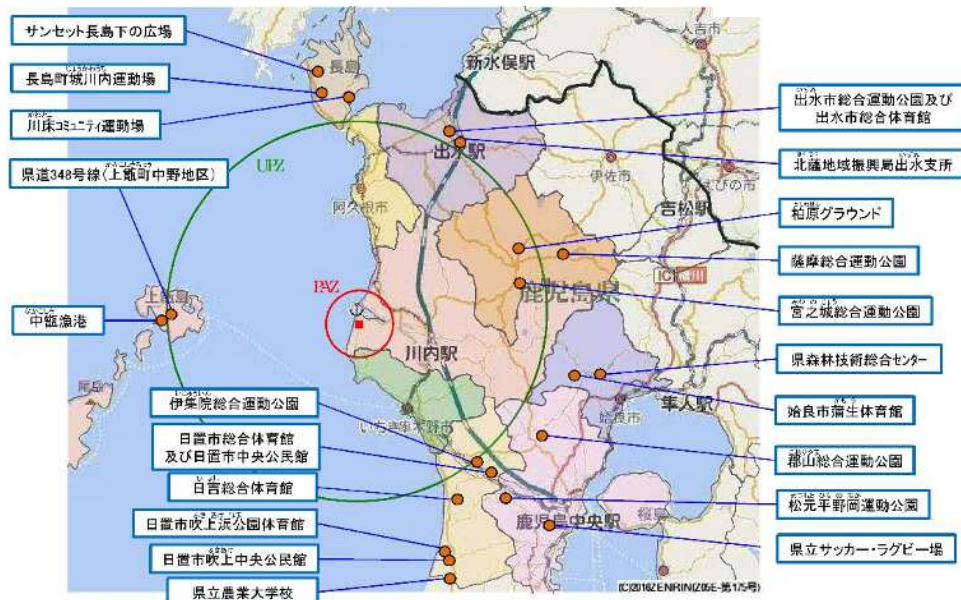 サンセット長島下の広場
長島町城川内運動場
川床コミュニティ運動場
県道348号線(上甑町中野地区)
中甑漁港
伊集院総合運動公園
日置市総合体育館
及び日置市中央公民館
日吉総合体育館
日置市吹上浜公園体育館
日置市吹上中央公民館
県立農業大学校
出水市総合運動公園及び
出水市総合体育館
北薩地域振興局出水支所
柏原グラウンド
薩摩総合運動公園
宮之城総合運動公園
県森林技術総合センター
姶良市蒲生体育館
郡山総合運動公園
松元平野岡運動公園
県立サッカー・ラグビー場
長島
新水俣駅
人吉市
出水駅
伊佐市
えびの市
UPZ
阿久根市
吉松駅
IC
PAZ
鹿児島県
上甑島
川内駅
姶良市
隼人駅
いちき串木野市
鹿児島中央駅
桜島
(C)2016ZENRIN(Z05E-第175号)